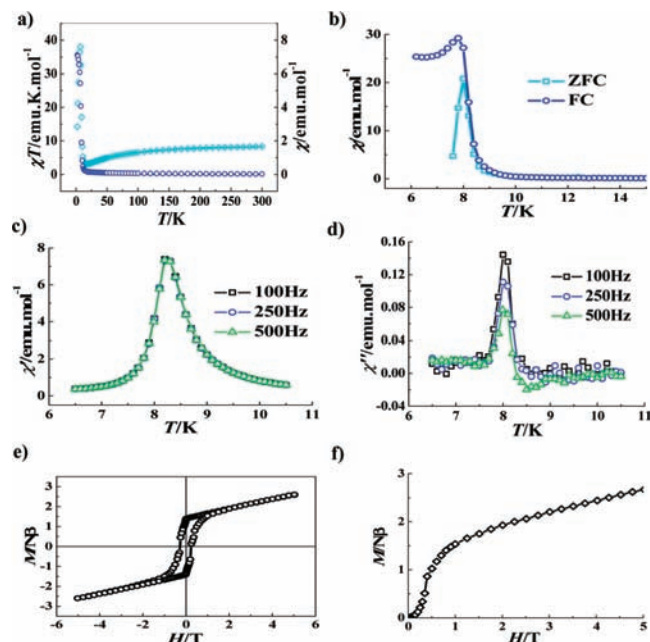 a)
χT/emu.K.mol⁻¹
40
30
20
10
0
8
6
4
2
0
χ/emu.mol⁻¹
0 50 100 150 200 250 300
T/K
b)
χ/emu.mol⁻¹
30
20
10
0
ZFC
FC
6 8 10 12 14
T/K
c)
χ'/emu.mol⁻¹
8
6
4
2
0
100Hz
250Hz
500Hz
6 7 8 9 10 11
T/K
d)
χ''/emu.mol⁻¹
0.16
0.12
0.08
0.04
0.00
-0.04
100Hz
250Hz
500Hz
6 7 8 9 10 11
T/K
e)
M/Nβ
3
2
1
0
-1
-2
-3
-6 -4 -2 0 2 4 6
H/T
f)
M/Nβ
3
2
1
0
0 1 2 3 4 5
H/T